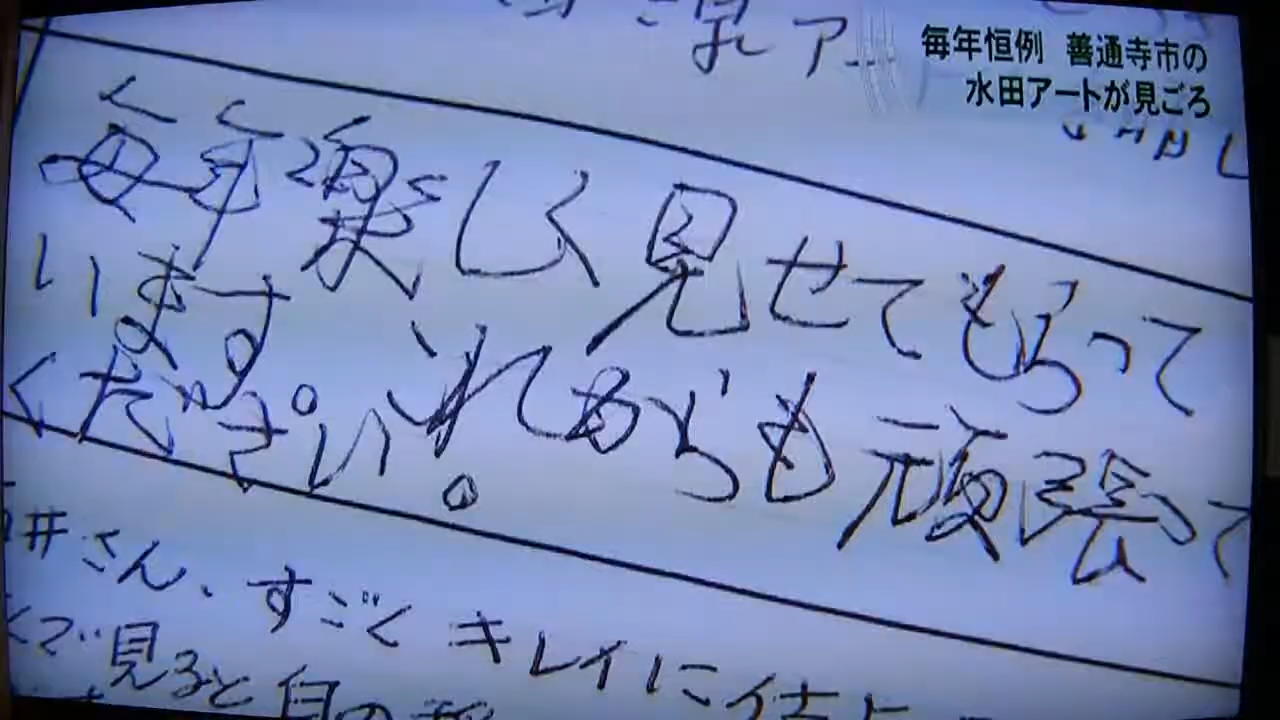 毎年恒例 善通寺市の
水田アートが見ごろ
毎年楽しく見せてもらって
います。これからも頑張って
ください。
井さん、すごくキレイに
で見ると